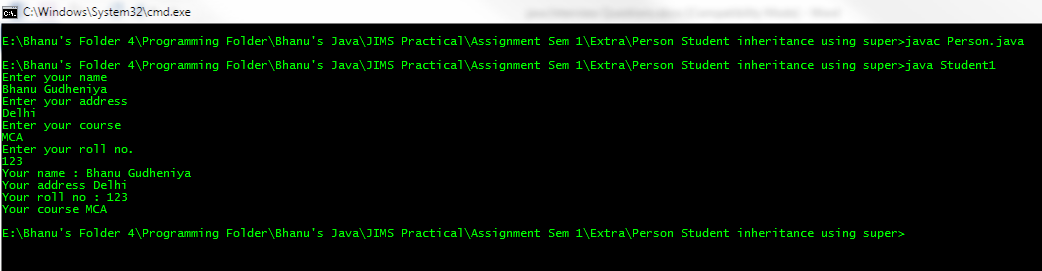 C:\Windows\System32\cmd.exe
E:\Bhanu's Folder 4\Programming Folder\Bhanu's Java\JIMS Practical\Assignment Sem 1\Extra\Person Student inheritance using super>javac Person.java
E:\Bhanu's Folder 4\Programming Folder\Bhanu's Java\JIMS Practical\Assignment Sem 1\Extra\Person Student inheritance using super>java Student1
Enter your name
Bhanu Gudheniya
Enter your address
Delhi
Enter your course
MCA
Enter your roll no.
123
Your name : Bhanu Gudheniya
Your address Delhi
Your roll no : 123
Your course MCA
E:\Bhanu's Folder 4\Programming Folder\Bhanu's Java\JIMS Practical\Assignment Sem 1\Extra\Person Student inheritance using super>